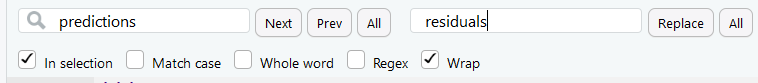 predictions Next Prev All residuals Replace All
In selection Match case Whole word Regex Wrap